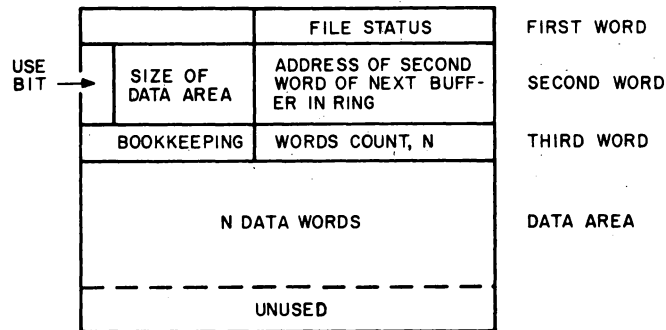 FILE STATUS FIRST WORD
USE BIT
SIZE OF DATA AREA
ADDRESS OF SECOND
WORD OF NEXT BUFF-
ER IN RING
SECOND WORD
BOOKKEEPING WORDS COUNT, N THIRD WORD
N DATA WORDS DATA AREA
UNUSED